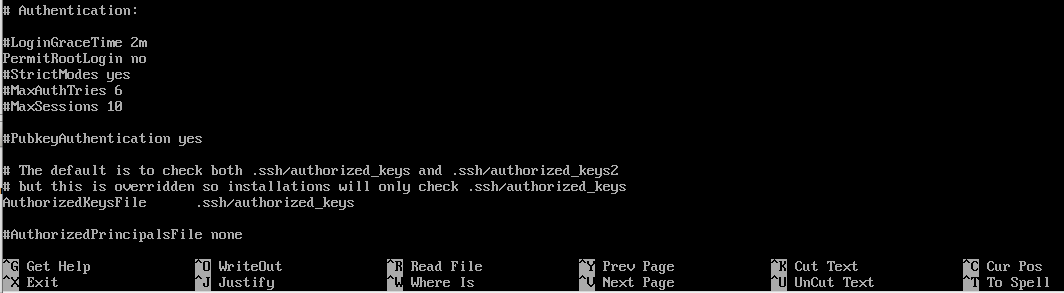 # Authentication:
#LoginGraceTime 2m
PermitRootLogin no
#StrictModes yes
#MaxAuthTries 6
#MaxSessions 10
#PubkeyAuthentication yes
# The default is to check both .ssh/authorized_keys and .ssh/authorized_keys2
# but this is overridden so installations will only check .ssh/authorized_keys
AuthorizedKeysFile      .ssh/authorized_keys
#AuthorizedPrincipalsFile none
^G Get Help ^O WriteOut ^R Read File ^Y Prev Page ^K Cut Text ^C Cur Pos
^X Exit ^J Justify ^W Where Is ^V Next Page ^U UnCut Text ^T To Spell